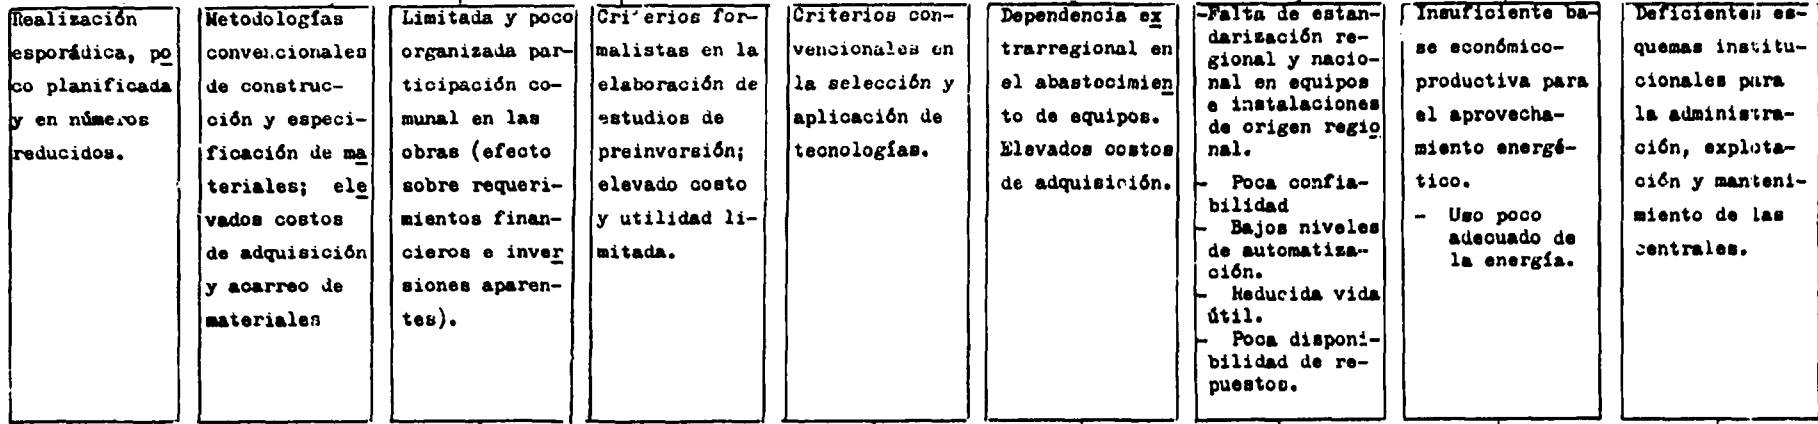 Realización
esporádica, po
co planificada
y en números
reducidos.
Metodologías
convencionales
de construc-
ción y especi-
ficación de ma
teriales; ele
vados costos
de adquisición
y acarreo de
materiales
Limitada y poco
organizada par-
ticipación co-
munal en las
obras (efecto
sobre requeri-
mientos finan-
cieros e inver
siones aparen-
tes).
Criterios for-
malistas en la
elaboración de
estudios de
preinversión;
elevado costo
y utilidad li-
mitada.
Criterios con-
vencionales en
la selección y
aplicación de
tecnologías.
Dependencia ex
trarregional en
el abastecimien
to de equipos.
Elevados costos
de adquisición.
-Falta de estan-
darización re-
gional y nacio-
nal en equipos
e instalaciones
de origen regio
nal.
- Poca confia-
bilidad
- Bajos niveles
de automatiza-
ción.
- Reducida vida
útil.
- Poca disponi-
bilidad de re-
puestos.
Insuficiente ba-
se económico-
productiva para
el aprovecha-
miento energé-
tico.
- Uso poco
adecuado de
la energía.
Deficientes es-
quemas institu-
cionales para
la administra-
ción, explota-
ción y manteni-
miento de las
centrales.